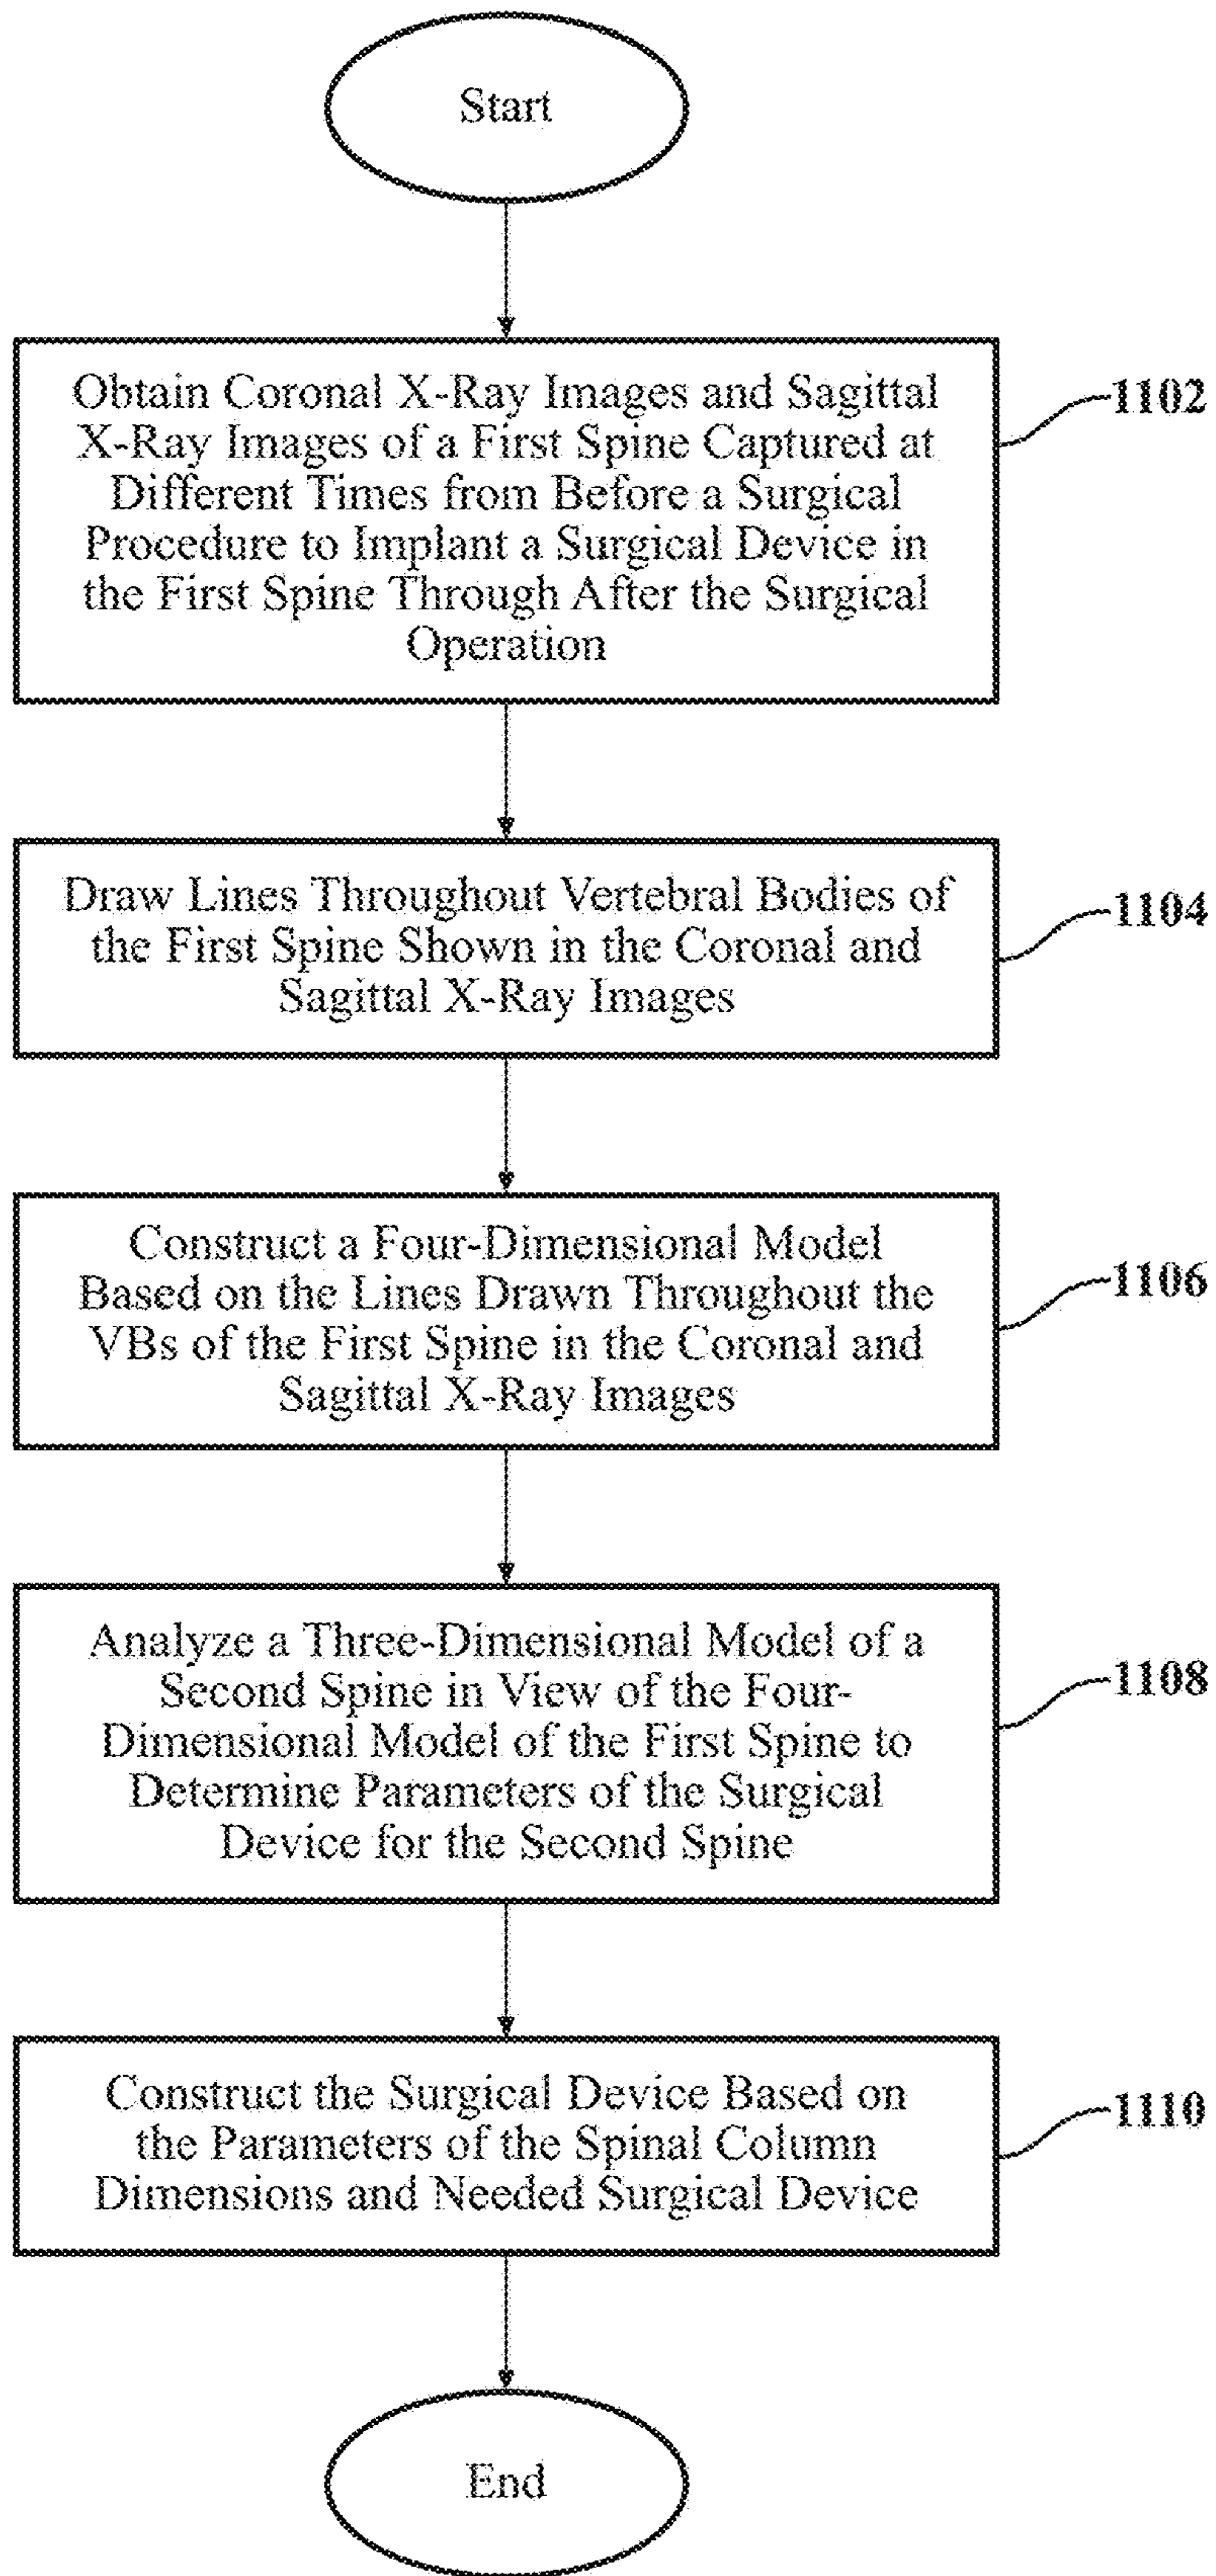 Start
Obtain Coronal X-Ray Images and Sagittal
X-Ray Images of a First Spine Captured at
Different Times from Before a Surgical
Procedure to Implant a Surgical Device in
the First Spine Through After the Surgical
Operation
1102
Draw Lines Throughout Vertebral Bodies of
the First Spine Shown in the Coronal and
Sagittal X-Ray Images
1104
Construct a Four-Dimensional Model
Based on the Lines Drawn Throughout the
VBs of the First Spine in the Coronal and
Sagittal X-Ray Images
1106
Analyze a Three-Dimensional Model of a
Second Spine in View of the Four-
Dimensional Model of the First Spine to
Determine Parameters of the Surgical
Device for the Second Spine
1108
Construct the Surgical Device Based on
the Parameters of the Spinal Column
Dimensions and Needed Surgical Device
1110
End